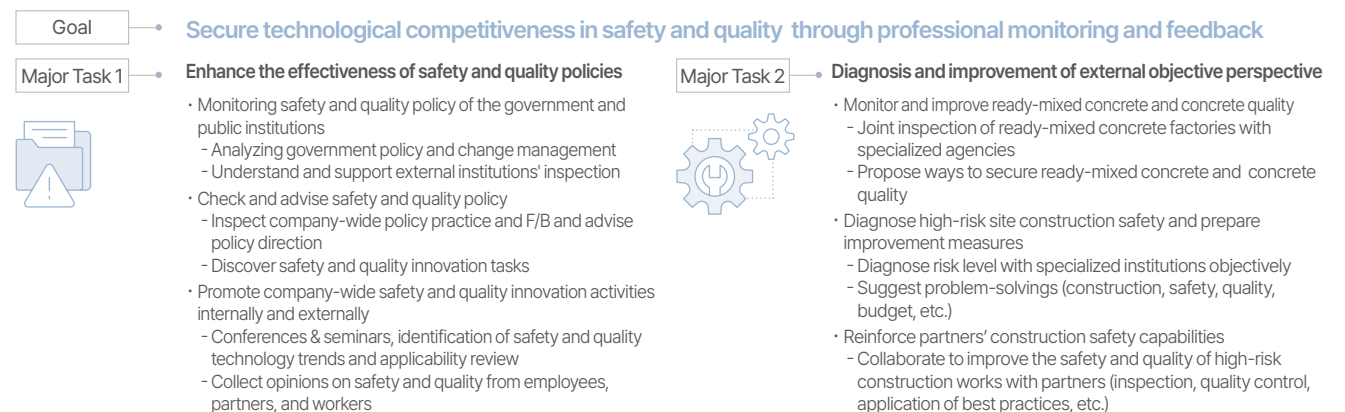 Goal
Secure technological competitiveness in safety and quality through professional monitoring and feedback
Major Task 1
Enhance the effectiveness of safety and quality policies
· Monitoring safety and quality policy of the government and
public institutions
- Analyzing government policy and change management
- Understand and support external institutions' inspection
· Check and advise safety and quality policy
- Inspect company-wide policy practice and F/B and advise
policy direction
- Discover safety and quality innovation tasks
· Promote company-wide safety and quality innovation activities
internally and externally
- Conferences & seminars, identification of safety and quality
technology trends and applicability review
- Collect opinions on safety and quality from employees,
partners, and workers
Major Task 2
Diagnosis and improvement of external objective perspective
· Monitor and improve ready-mixed concrete and concrete quality
- Joint inspection of ready-mixed concrete factories with
specialized agencies
- Propose ways to secure ready-mixed concrete and concrete
quality
· Diagnose high-risk site construction safety and prepare
improvement measures
- Diagnose risk level with specialized institutions objectively
- Suggest problem-solvings (construction, safety, quality,
budget, etc.)
· Reinforce partners’ construction safety capabilities
- Collaborate to improve the safety and quality of high-risk
construction works with partners (inspection, quality control,
application of best practices, etc.)